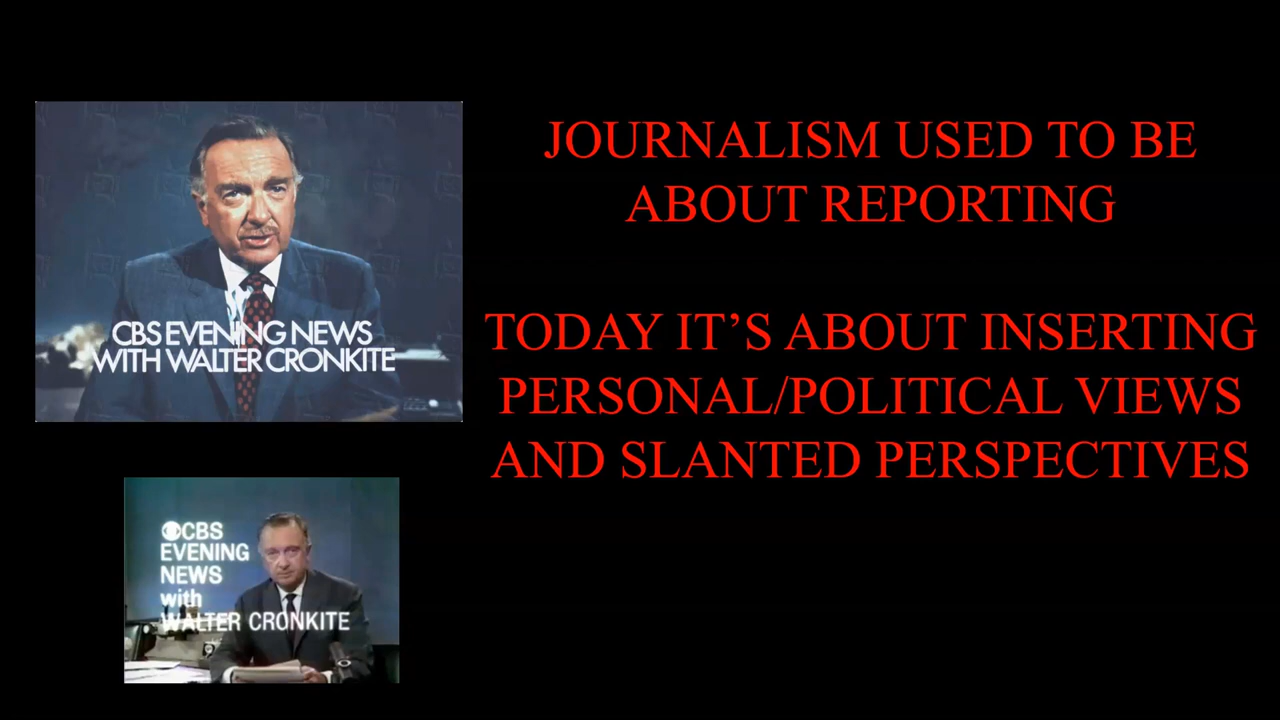 CBS EVENING NEWS
WITH WALTER CRONKITE
JOURNALISM USED TO BE
ABOUT REPORTING
TODAY IT’S ABOUT INSERTING
PERSONAL/POLITICAL VIEWS
AND SLANTED PERSPECTIVES
CBS
EVENING
NEWS
with
WALTER CRONKITE